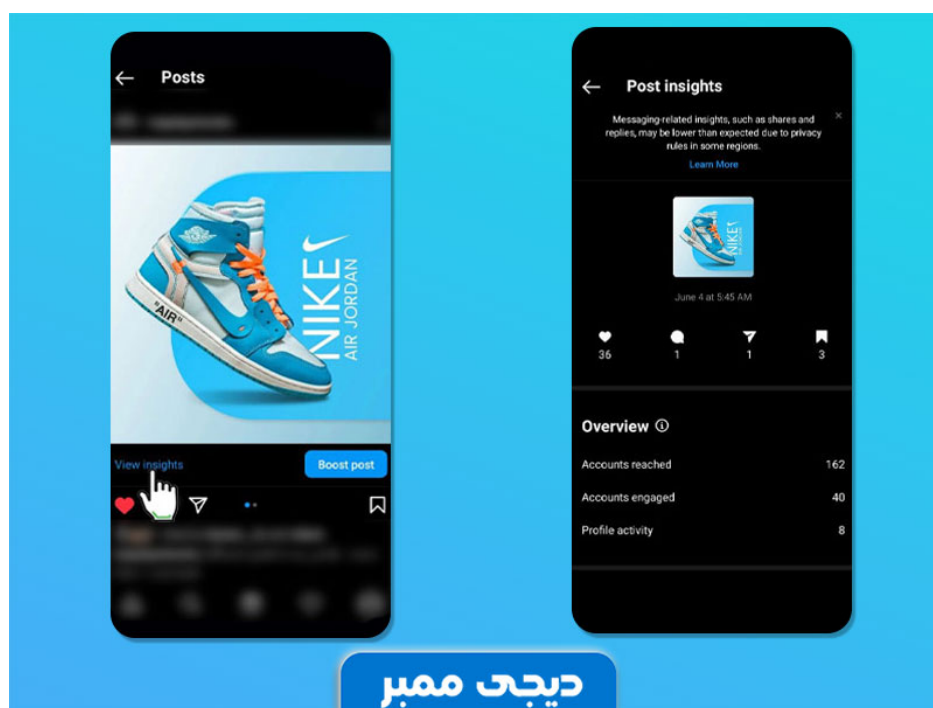 Posts
"AIR"
NIKE
AIR JORDAN
View insights
Boost post
Post insights
Messaging-related insights, such as shares and
replies, may be lower than expected due to privacy
rules in some regions.
Learn More
NIKE
June 4 at 5:45 AM
36
1
1
3
Overview
Accounts reached
162
Accounts engaged
40
Profile activity
8
دیجی ممبر